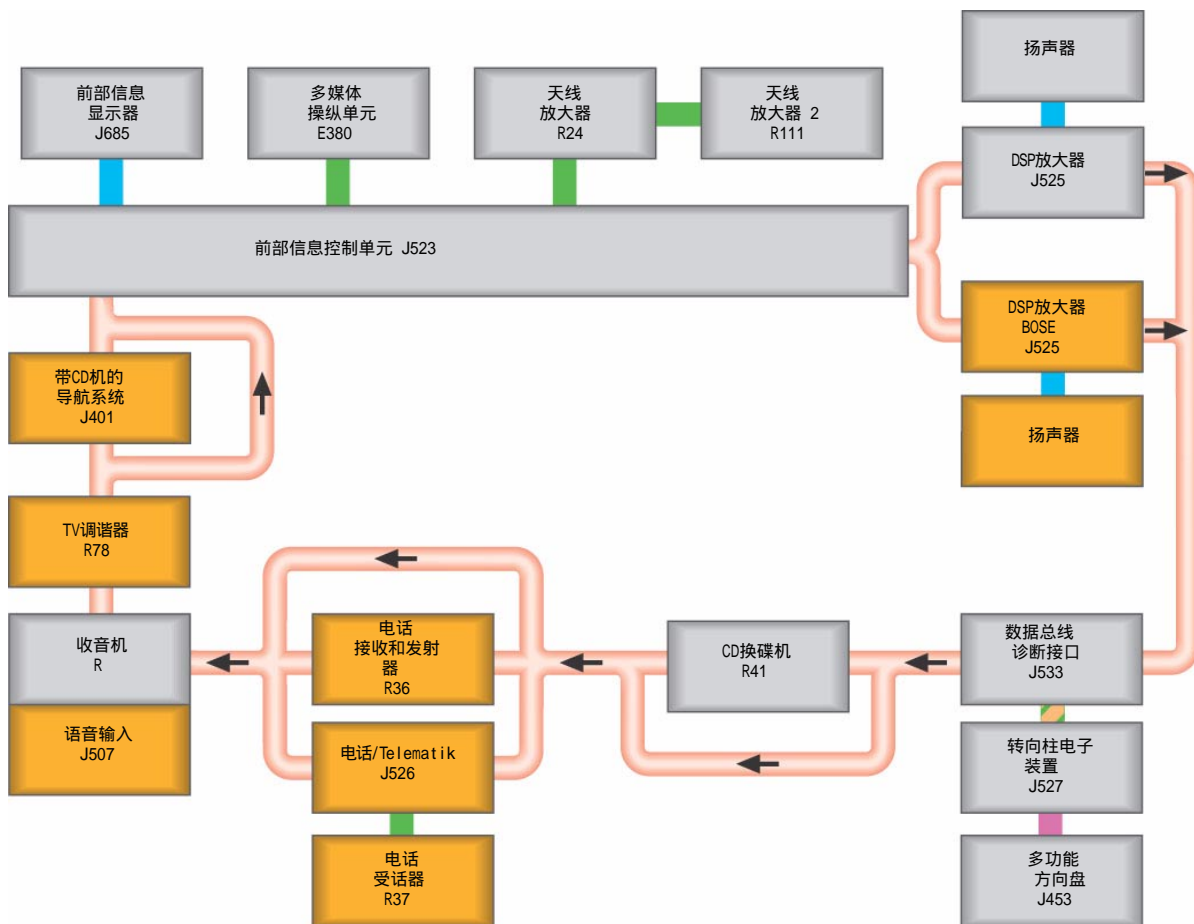 前部信息
显示器
J685
多媒体
操纵单元
E380
天线
放大器
R24
天线
放大器 2
R111
扬声器
DSP放大器
J525
前部信息控制单元 J523
DSP放大器
BOSE
J525
扬声器
带CD机的
导航系统
J401
TV调谐器
R78
收音机
R
语音输入
J507
电话
接收和发射
器
R36
电话/Telematik
J526
电话
受话器
R37
CD换碟机
R41
数据总线
诊断接口
J533
转向柱电子
装置
J527
多功能
方向盘
J453